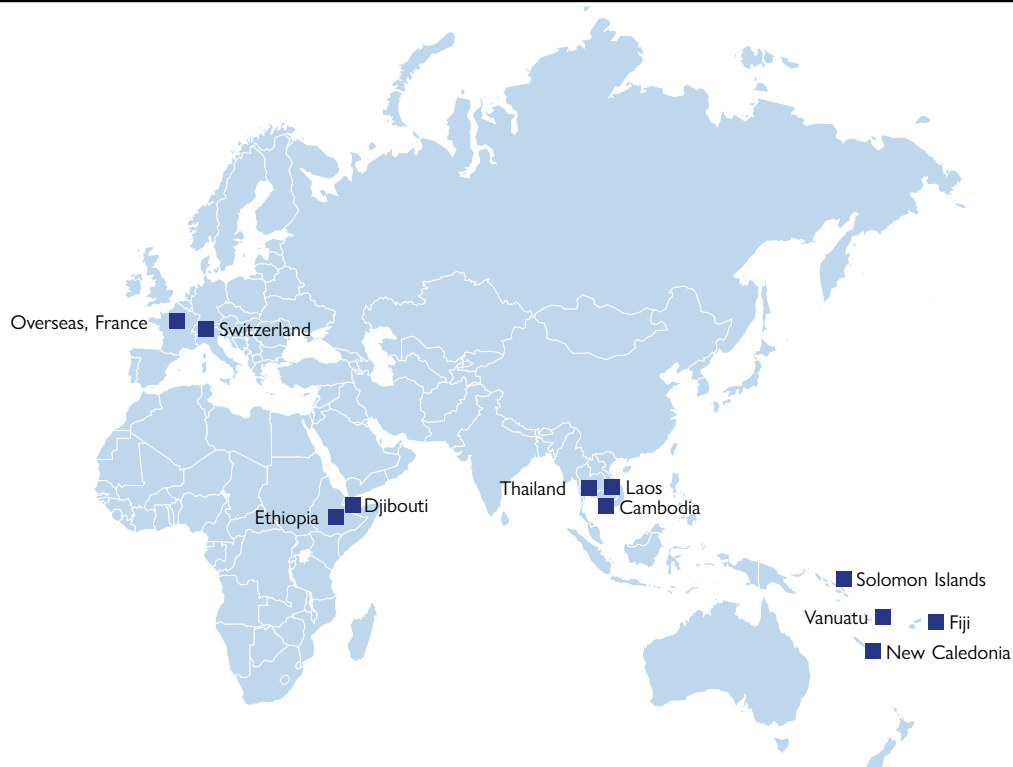 Overseas, France
Switzerland
Thailand
Laos
Djibouti
Cambodia
Ethiopia
Solomon Islands
Vanuatu
Fiji
New Caledonia